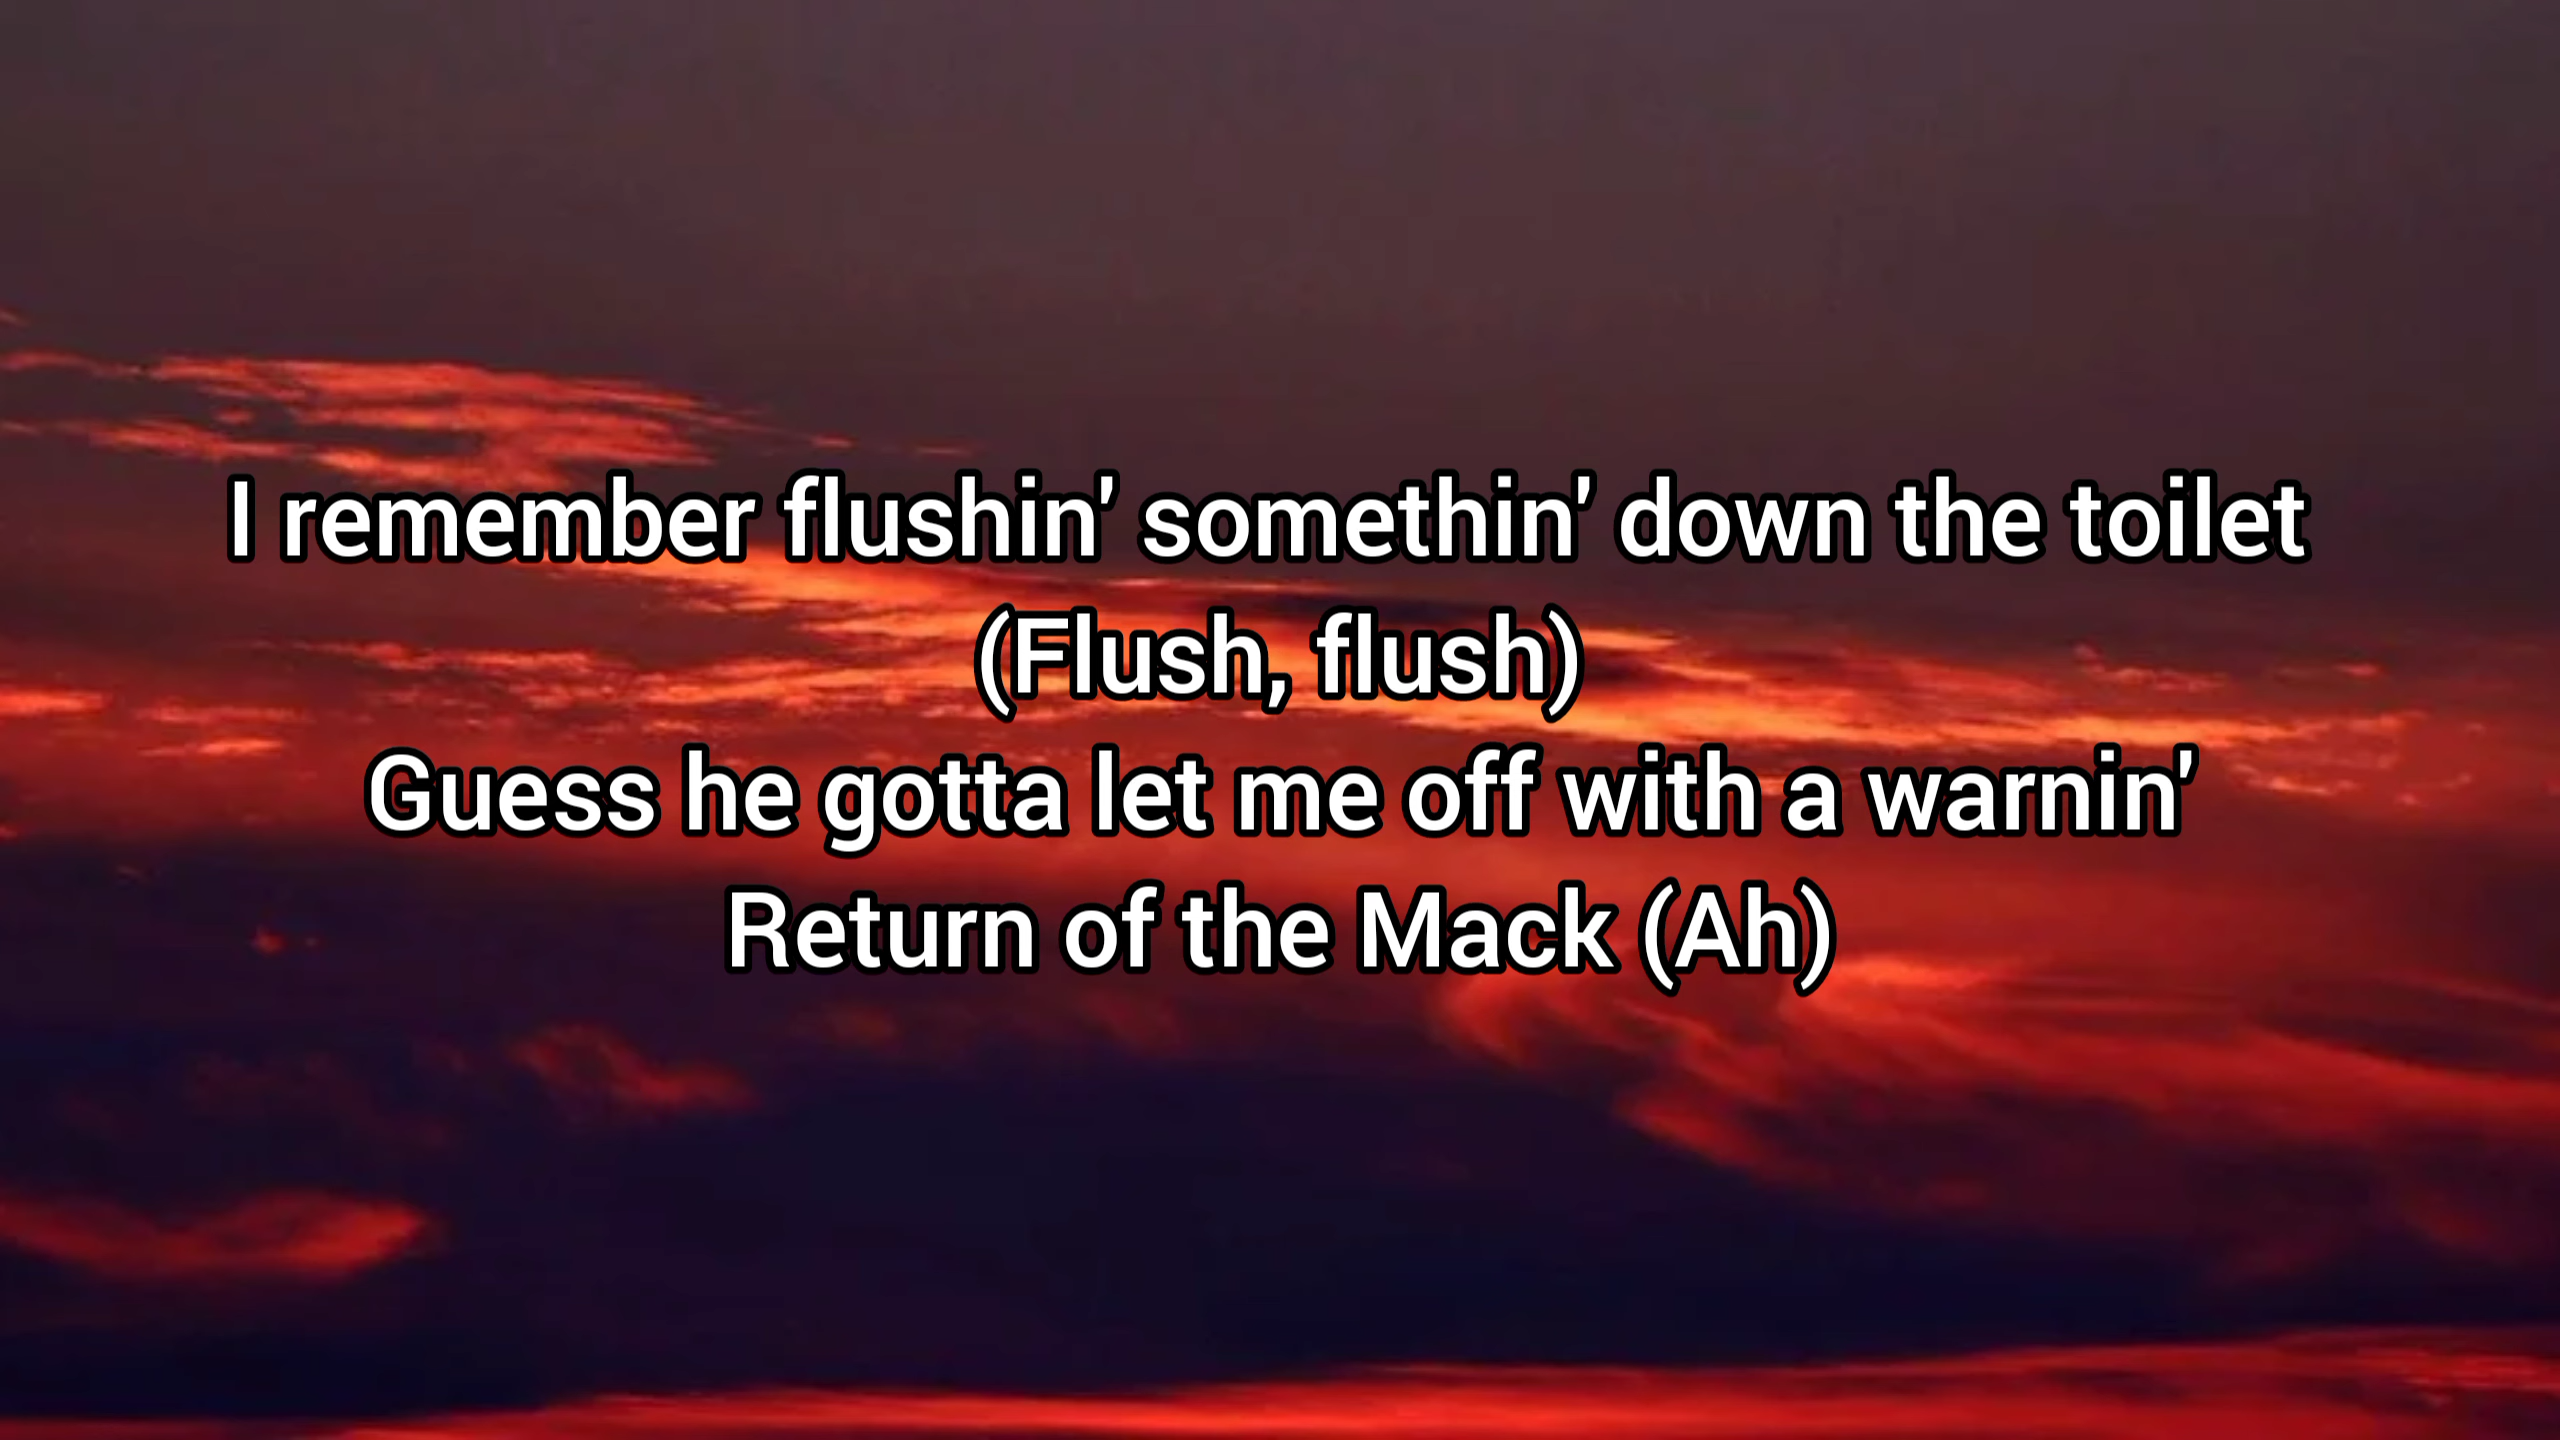 I remember flushin' somethin' down the toilet
(Flush, flush)
Guess he gotta let me off with a warnin'
Return of the Mack (Ah)